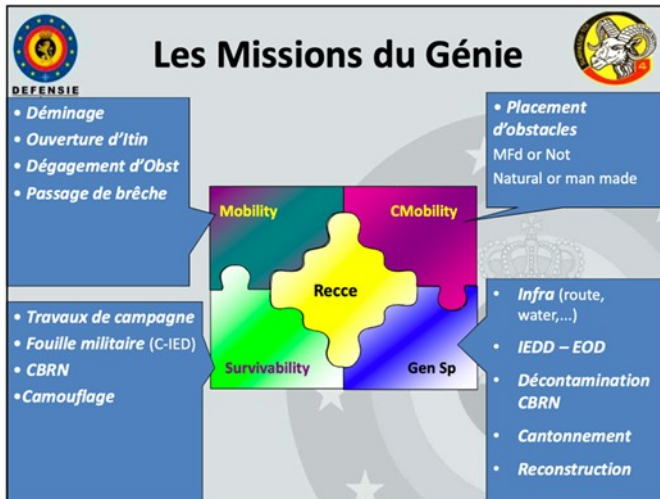 Les Missions du Génie
DEFENSIE
4
• Déminage
• Ouverture d'Itin
• Dégagement d'Obst
• Passage de brêche
• Placement
d'obstacles
MFd or Not
Natural or man made
Mobility
CMobility
Recce
Survivability
Gen Sp
• Travaux de campagne
• Fouille militaire (C-IED)
• CBRN
•Camouflage
• Infra (route,
water,...)
• IEDD – EOD
• Décontamination
CBRN
• Cantonnement
• Reconstruction